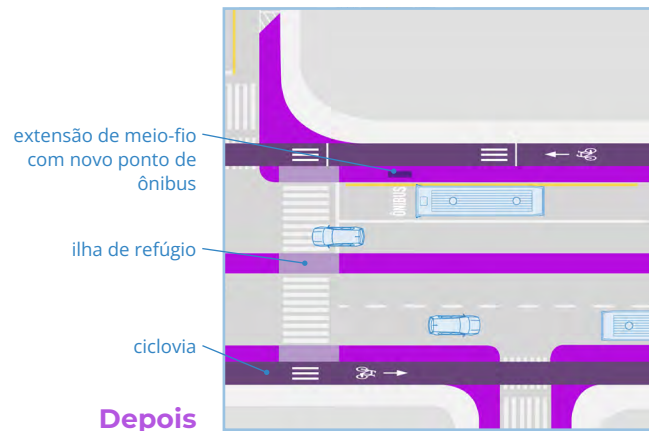 extensão de meio-fio
com novo ponto de
ônibus
ÔNIBUS
ilha de refúgio
ciclovia
Depois